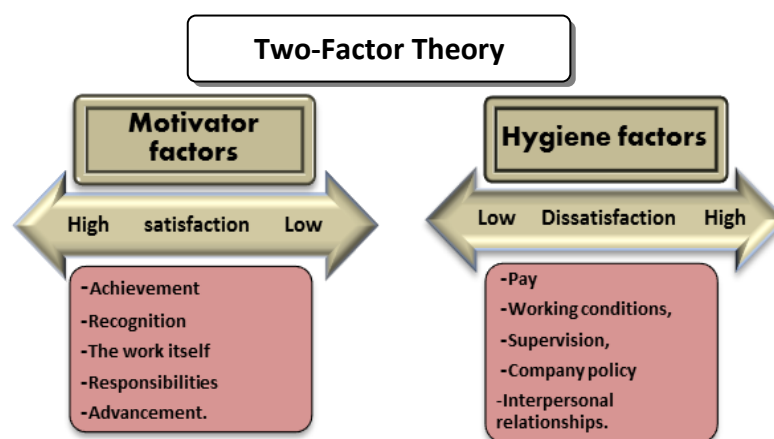 Two-Factor Theory
Motivator
factors
High satisfaction Low
-Achievement
-Recognition
-The work itself
-Responsibilities
-Advancement.
Hygiene factors
Low Dissatisfaction High
-Pay
-Working conditions,
-Supervision,
-Company policy
-Interpersonal
relationships.